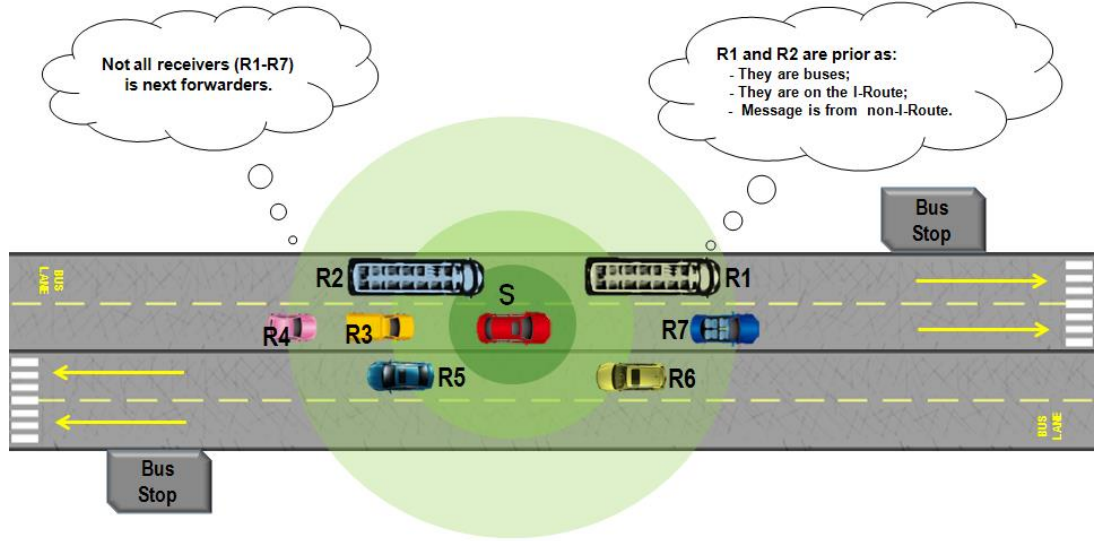 Not all receivers (R1-R7)
is next forwarders.
R1 and R2 are prior as:
- They are buses;
- They are on the I-Route;
- Message is from non-I-Route.
Bus
Stop
BUS
LANE
R2
S
R1
R4
R3
R7
R5
R6
BUS
LANE
Bus
Stop